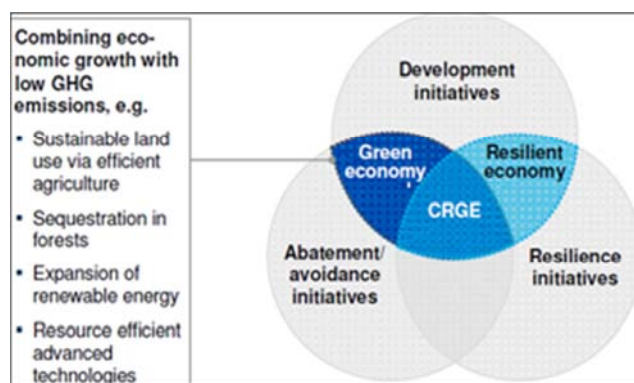 Combining eco-
nomic growth with
low GHG
emissions, e.g.
▪ Sustainable land
use via efficient
agriculture
▪ Sequestration in
forests
▪ Expansion of
renewable energy
▪ Resource efficient
advanced
technologies
Development
initiatives
Green
economy
Resilient
economy
CRGE
Abatement/
avoidance
initiatives
Resilience
initiatives